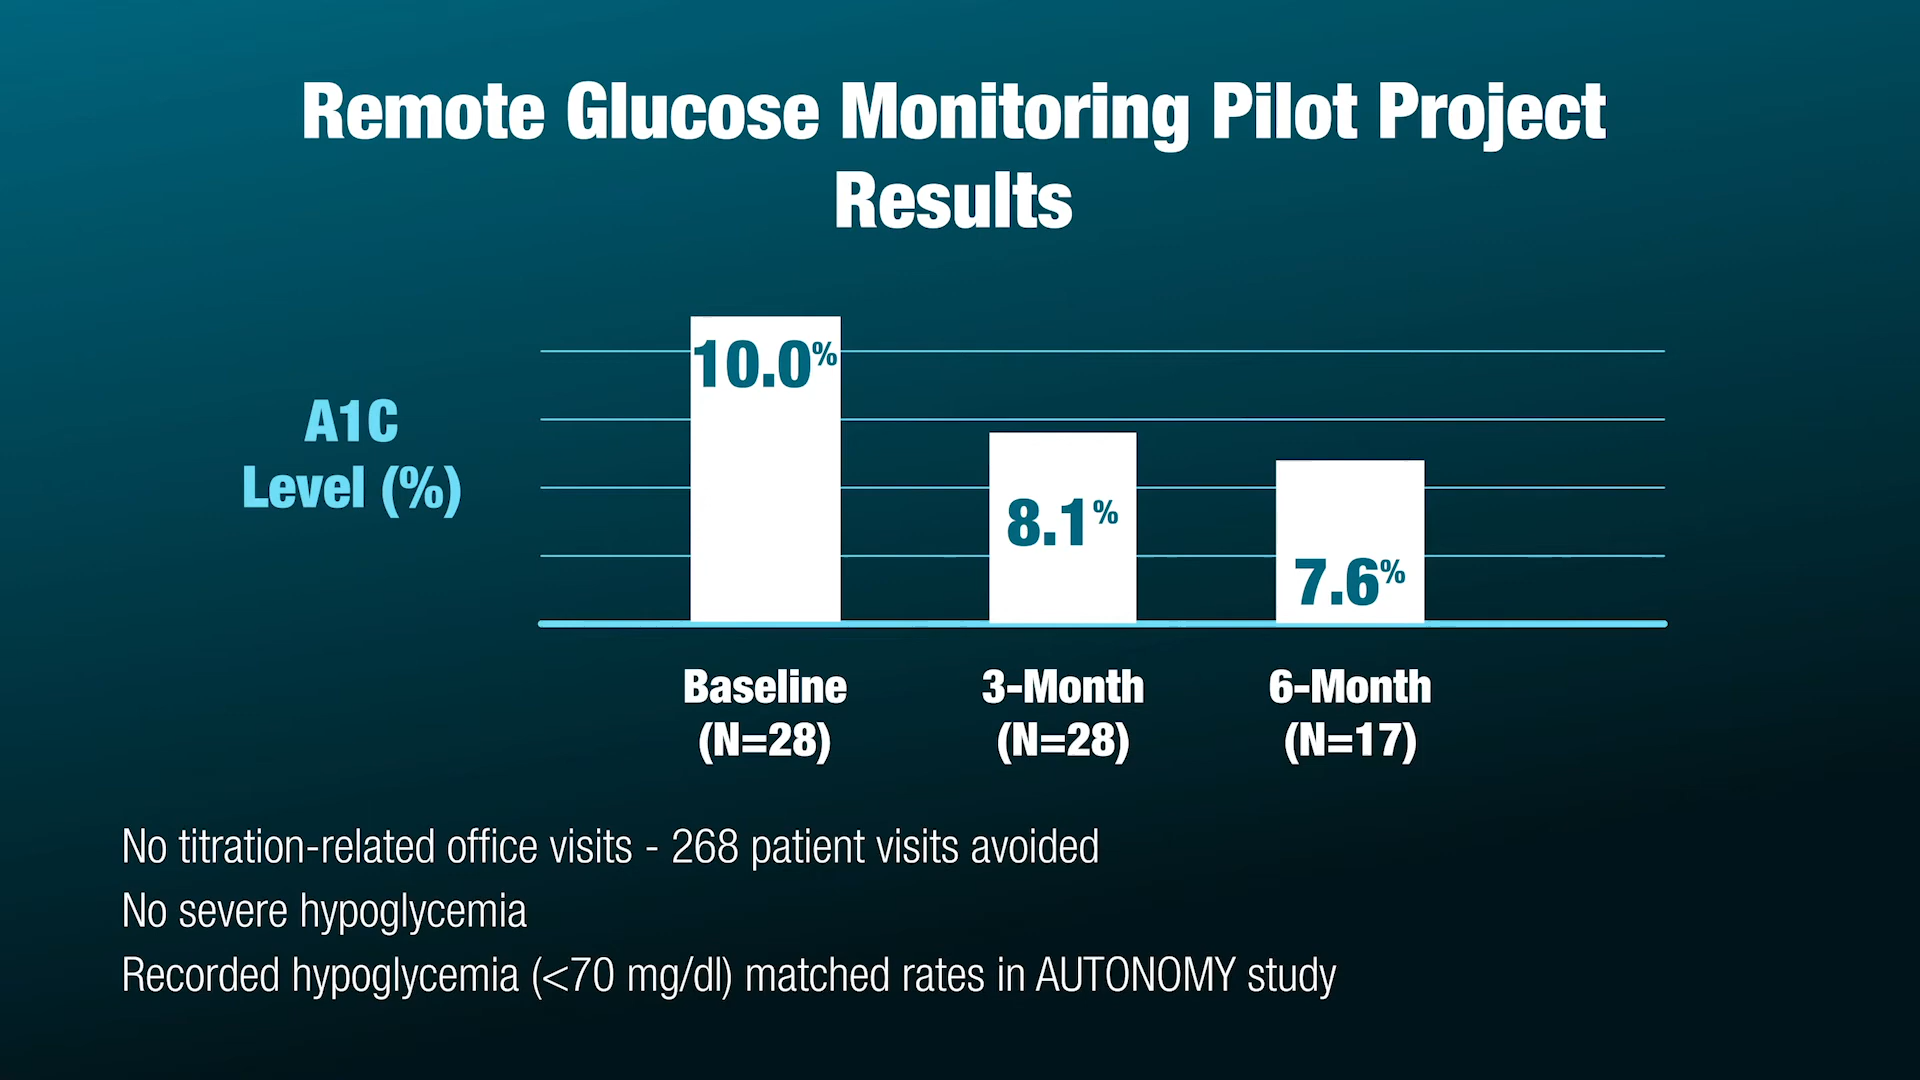 Remote Glucose Monitoring Pilot Project
Results
A1C
Level (%)
10.0%
8.1%
7.6%
Baseline
(N=28)
3-Month
(N=28)
6-Month
(N=17)
No titration-related office visits - 268 patient visits avoided
No severe hypoglycemia
Recorded hypoglycemia (<70 mg/dl) matched rates in AUTONOMY study